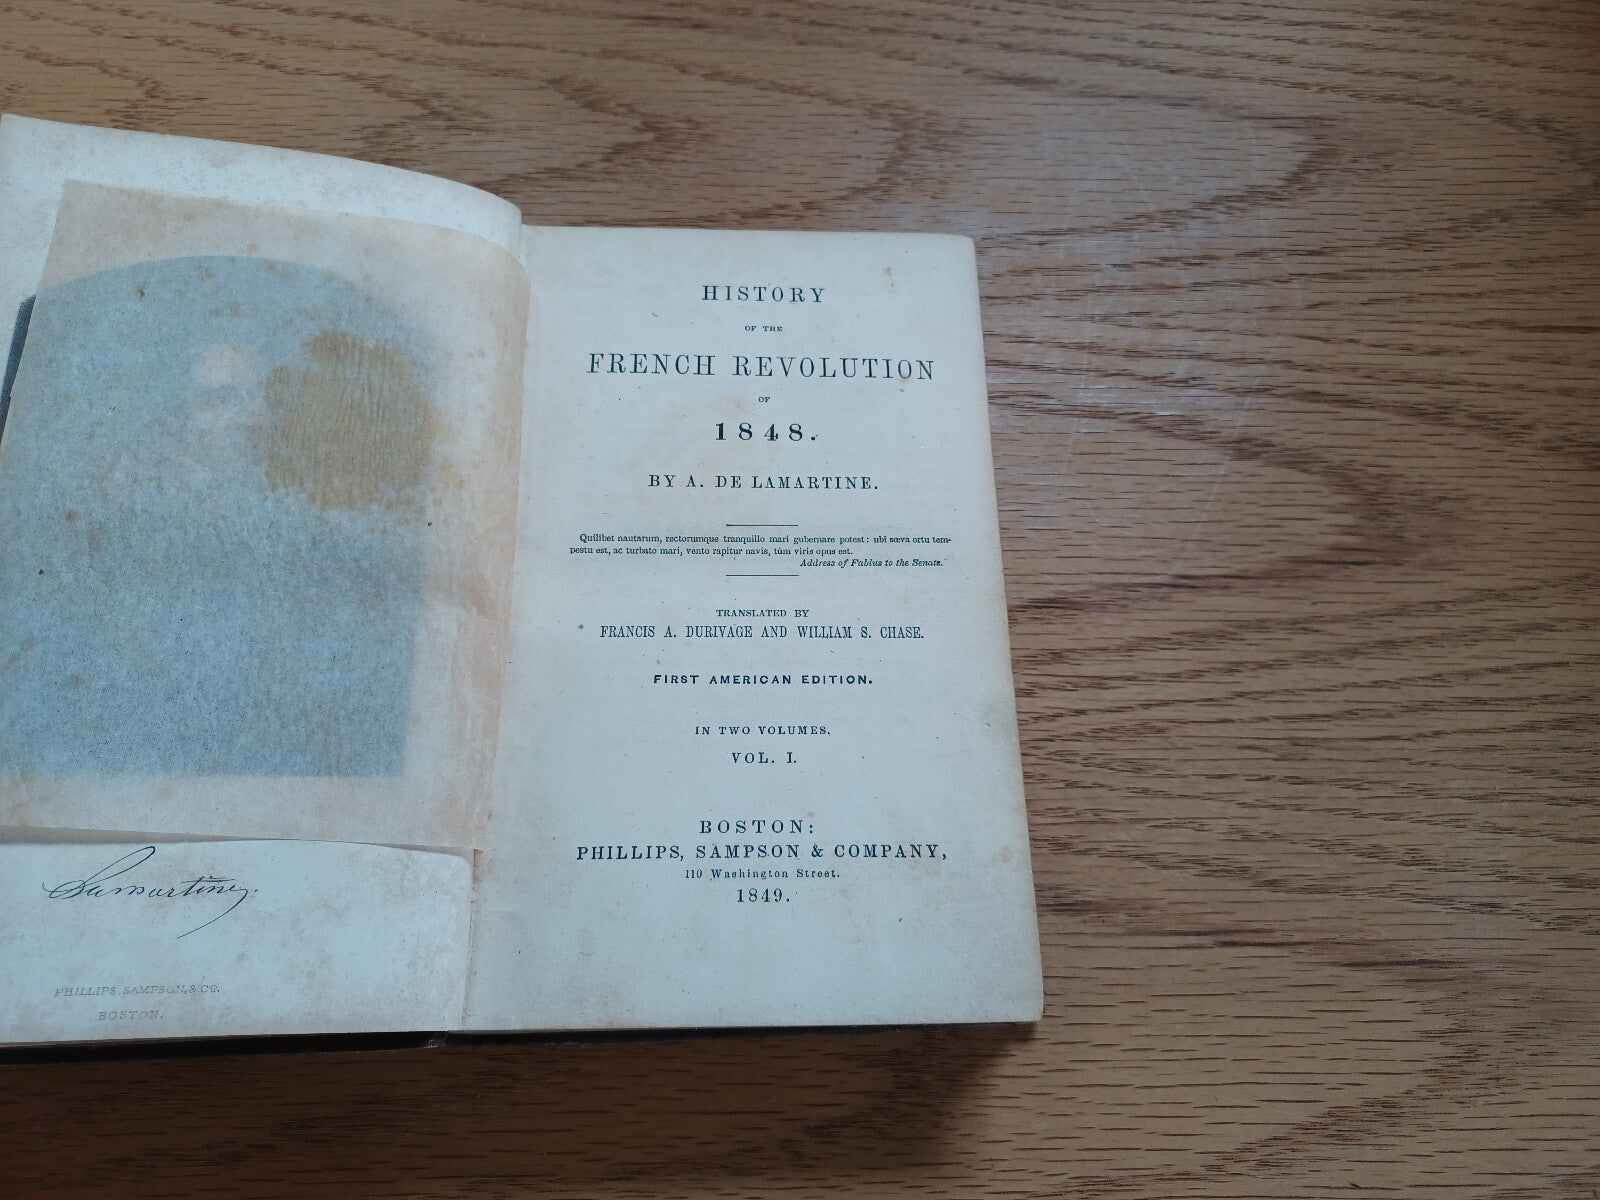 Lamartine.
PHILLIPS, SAMPSON, & CO.
BOSTON.
HISTORY
OF THE
FRENCH REVOLUTION
OF
1848.
BY A. DE LAMARTINE.
Quilibet nautarum, rectorumque tranquillo mari gubernare potest: ubi sæva ortu tem-
pestu est, ac turbato mari, vento rapitur navis, tùm viris opus est.
Address of Fabius to the Senate.
TRANSLATED BY
FRANCIS A. DURIVAGE AND WILLIAM S. CHASE.
FIRST AMERICAN EDITION.
IN TWO VOLUMES.
VOL. I.
BOSTON:
PHILLIPS, SAMPSON & COMPANY,
110 Washington Street.
1849.